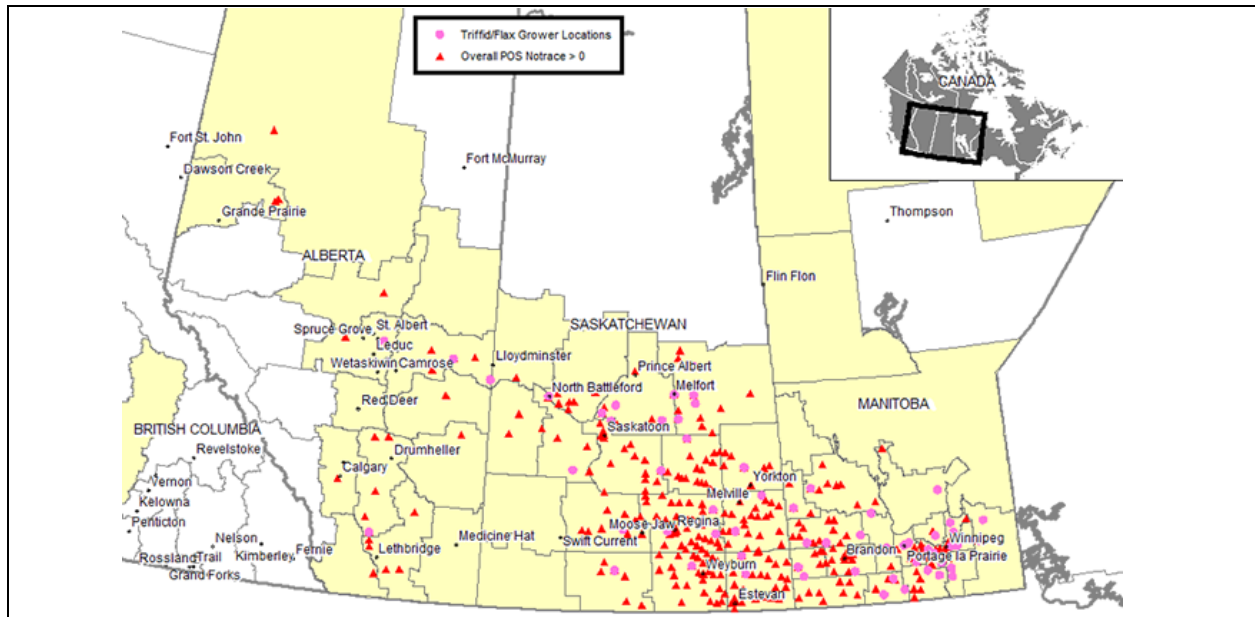 Triffid/Flax Grower Locations
Overall POS Notrace > 0
CANADA
Fort St. John
Fort McMurray
Dawson Creek
Grande Prairie
Thompson
ALBERTA
Flin Flon
SASKATCHEWAN
Spruce Grove
St. Albert
Leduc
Lloydminster
Wetaskiwin
Camrose
Prince Albert
North Battleford
Melfort
Red Deer
MANITOBA
BRITISH COLUMBIA
Saskatoon
Revelstoke
Drumheller
Calgary
Yorkton
Vernon
Melville
Kelowna
Penticton
Moose Jaw
Regina
Nelson
Medicine Hat
Swift Current
Winnipeg
Brandon
Portage la Prairie
Rossland
Trail
Kimberley
Fernie
Lethbridge
Grand Forks
Weyburn
Estevan